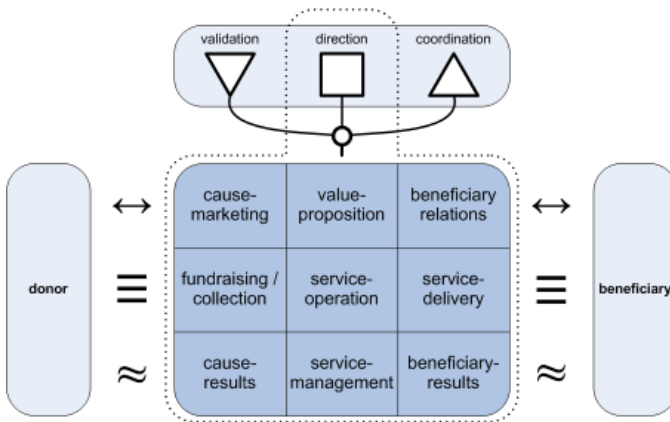 validation
direction
coordination
cause-
marketing
value-
proposition
beneficiary
relations
donor
fundraising /
collection
service-
operation
service-
delivery
beneficiary
cause-
results
service-
management
beneficiary-
results